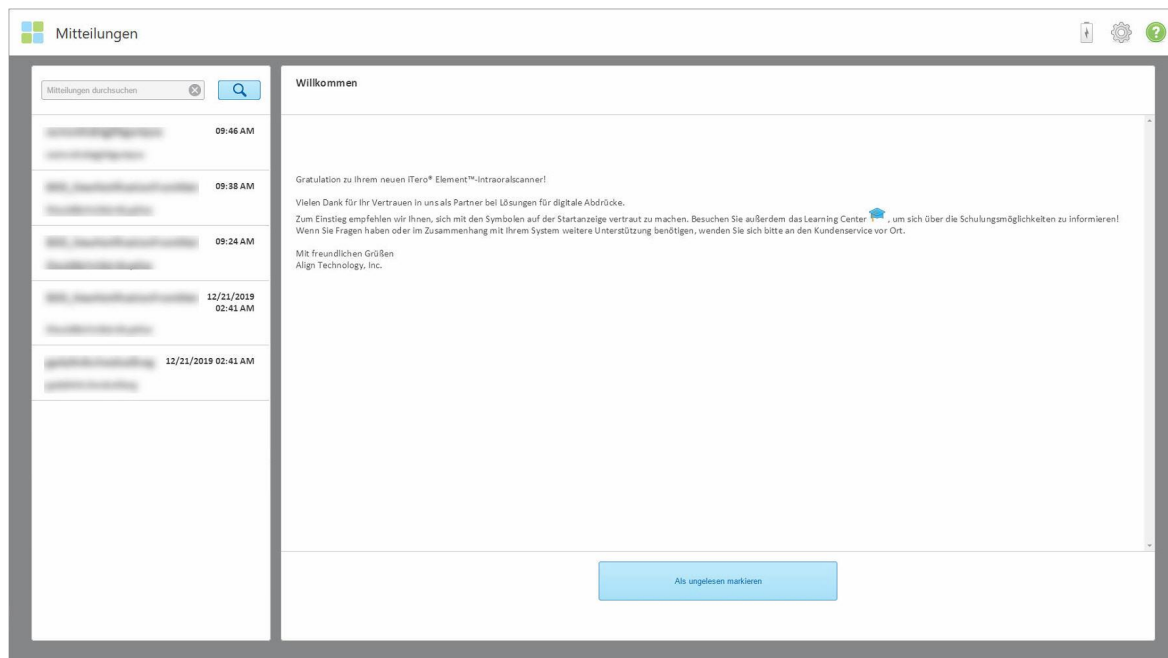 Mitteilungen
?
Mitteilungen durchsuchen
09:46 AM
09:38 AM
09:24 AM
12/21/2019
02:41 AM
12/21/2019 02:41 AM
Willkommen
Gratulation zu Ihrem neuen iTero® Element™-Intraoralscanner!
Vielen Dank für Ihr Vertrauen in uns als Partner bei Lösungen für digitale Abdrücke.
Zum Einstieg empfehlen wir Ihnen, sich mit den Symbolen auf der Startanzeige vertraut zu machen. Besuchen Sie außerdem das Learning Center , um sich über die Schulungsmöglichkeiten zu informieren!
Wenn Sie Fragen haben oder im Zusammenhang mit Ihrem System weitere Unterstützung benötigen, wenden Sie sich bitte an den Kundenservice vor Ort.
Mit freundlichen Grüßen
Align Technology, Inc.
Als ungelesen markieren